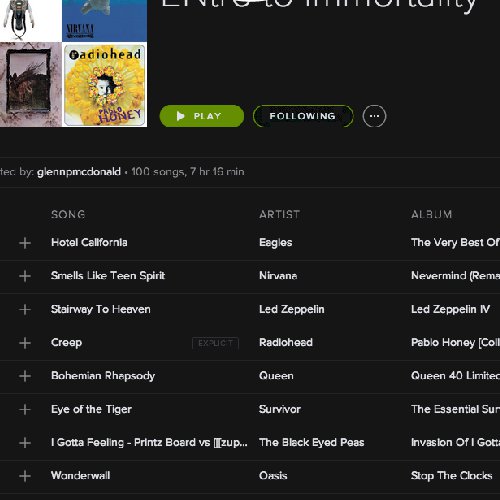 NIRVANA
Radiohead
PABLO HONEY
to immortality
PLAY
FOLLOWING
ted by: glennpmcdonald • 100 songs, 7 hr 16 min
SONG ARTIST ALBUM
Hotel California Eagles The Very Best Of
Smells Like Teen Spirit Nirvana Nevermind (Rema
Stairway To Heaven Led Zeppelin Led Zeppelin IV
Creep EXPLICIT Radiohead Pablo Honey [Coll
Bohemian Rhapsody Queen Queen 40 Limited
Eye of the Tiger Survivor The Essential Sur
I Gotta Feeling - Printz Board vs [[zup... The Black Eyed Peas Invasion Of I Gotta
Wonderwall Oasis Stop The Clocks